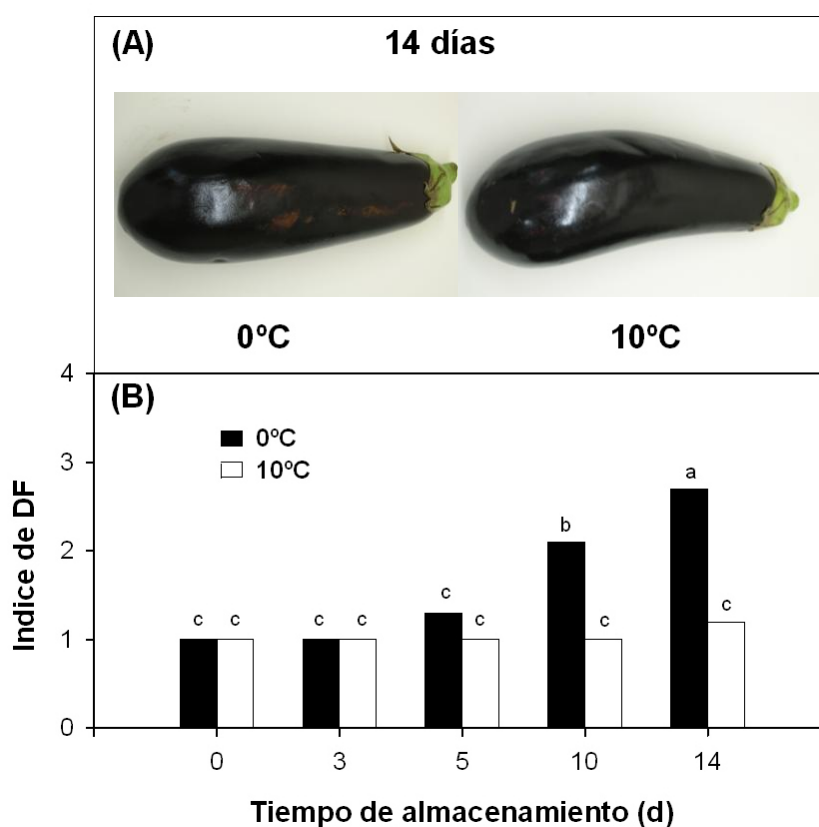 (A) 14 días
0ºC 10ºC
4 (B)
0ºC
3
10ºC
a
b
2
c
c c c c c c c
1
0
0 3 5 10 14
Indice de DF
Tiempo de almacenamiento (d)